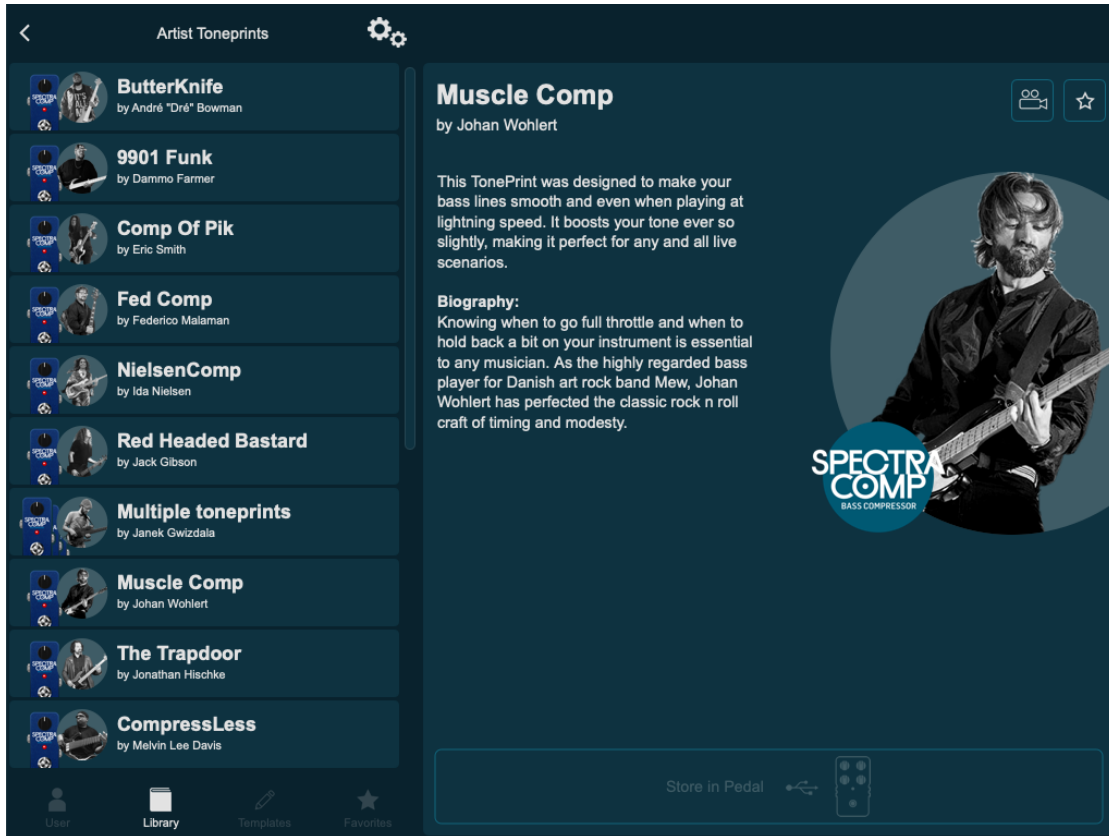 Artist Toneprints
ButterKnife
by André "Dré" Bowman
9901 Funk
by Dammo Farmer
Comp Of Pik
by Eric Smith
Fed Comp
by Federico Malaman
NielsenComp
by Ida Nielsen
Red Headed Bastard
by Jack Gibson
Multiple toneprints
by Janek Gwizdala
Muscle Comp
by Johan Wohlert
The Trapdoor
by Jonathan Hischke
CompressLess
by Melvin Lee Davis
User
Library
Templates
Favorites
Muscle Comp
by Johan Wohlert
This TonePrint was designed to make your
bass lines smooth and even when playing at
lightning speed. It boosts your tone ever so
slightly, making it perfect for any and all live
scenarios.
Biography:
Knowing when to go full throttle and when to
hold back a bit on your instrument is essential
to any musician. As the highly regarded bass
player for Danish art rock band Mew, Johan
Wohlert has perfected the classic rock n roll
craft of timing and modesty.
SPECTRA
COMP
BASS COMPRESSOR
Store in Pedal